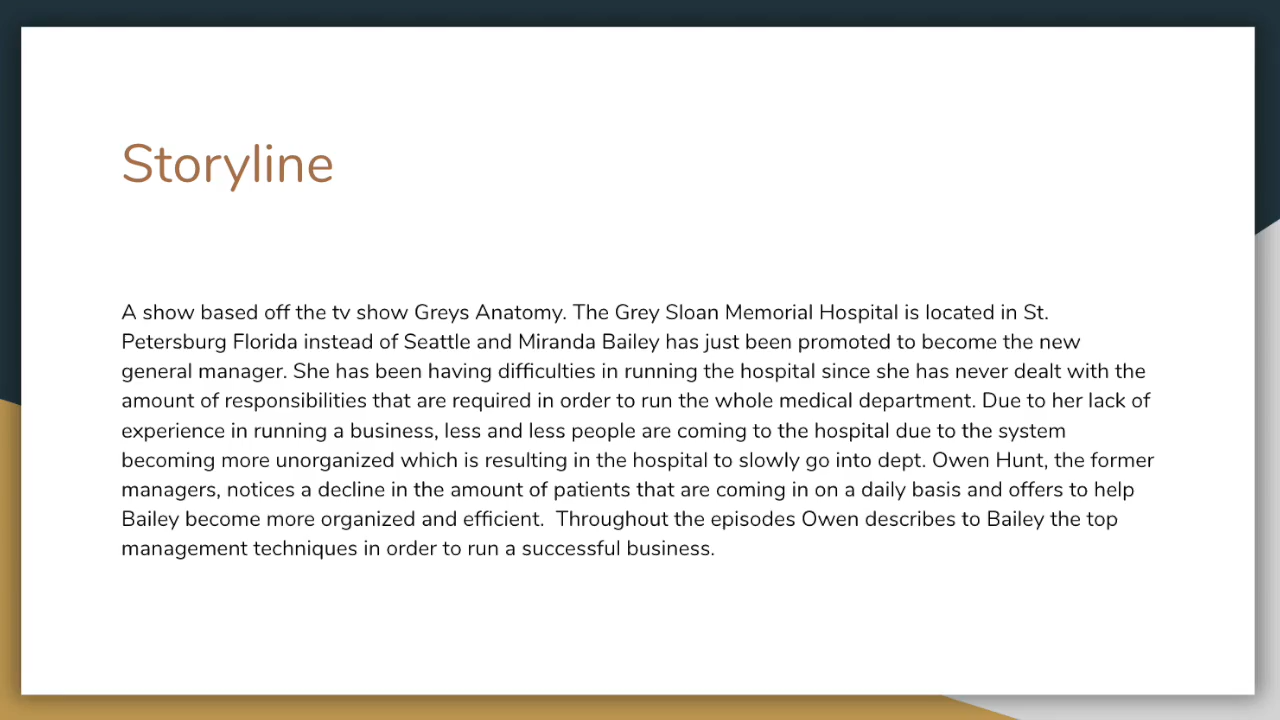 Storyline
A show based off the tv show Greys Anatomy. The Grey Sloan Memorial Hospital is located in St.
Petersburg Florida instead of Seattle and Miranda Bailey has just been promoted to become the new
general manager. She has been having difficulties in running the hospital since she has never dealt with the
amount of responsibilities that are required in order to run the whole medical department. Due to her lack of
experience in running a business, less and less people are coming to the hospital due to the system
becoming more unorganized which is resulting in the hospital to slowly go into dept. Owen Hunt, the former
managers, notices a decline in the amount of patients that are coming in on a daily basis and offers to help
Bailey become more organized and efficient.  Throughout the episodes Owen describes to Bailey the top
management techniques in order to run a successful business.